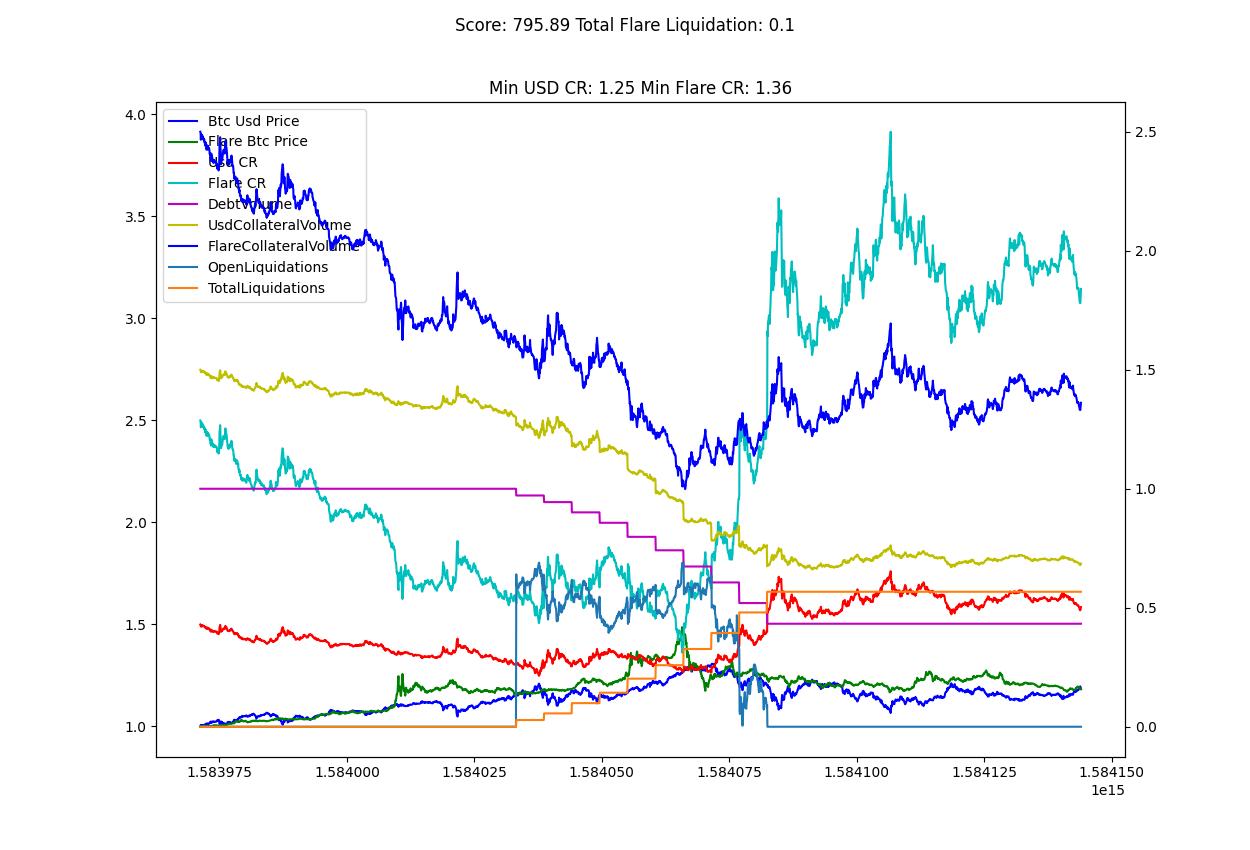 Score: 795.89 Total Flare Liquidation: 0.1
Min USD CR: 1.25 Min Flare CR: 1.36
Btc Usd Price
Flare Btc Price
Usd CR
Flare CR
DebtVolume
UsdCollateralVolume
FlareCollateralVolume
OpenLiquidations
TotalLiquidations
4.0
3.5
3.0
2.5
2.0
1.5
1.0
2.5
2.0
1.5
1.0
0.5
0.0
1.583975 1.584000 1.584025 1.584050 1.584075 1.584100 1.584125 1.584150
1e15